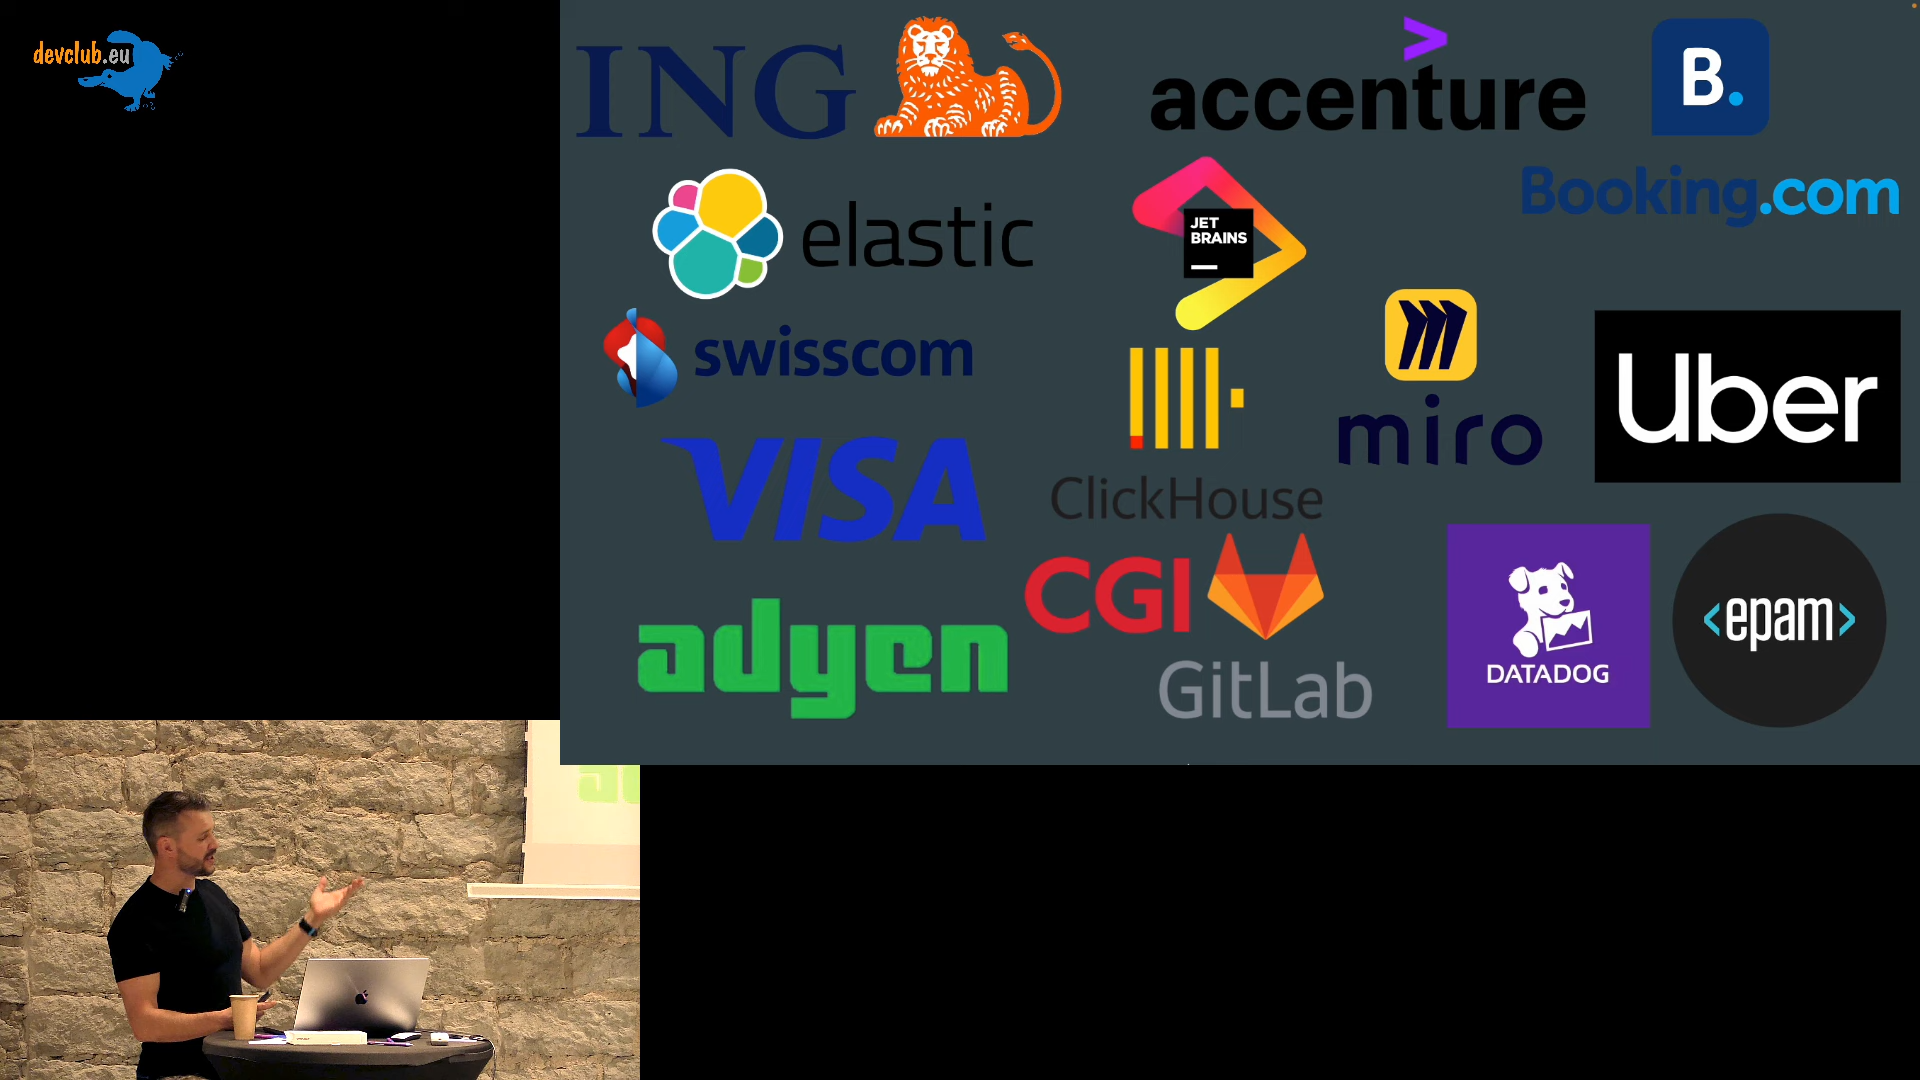 devclub.eu
ING
accenture
B.
Booking.com
elastic
JET
BRAINS
swisscom
miro
Uber
VISA
ClickHouse
CGI
GitLab
adyen
DATADOG
<epam>